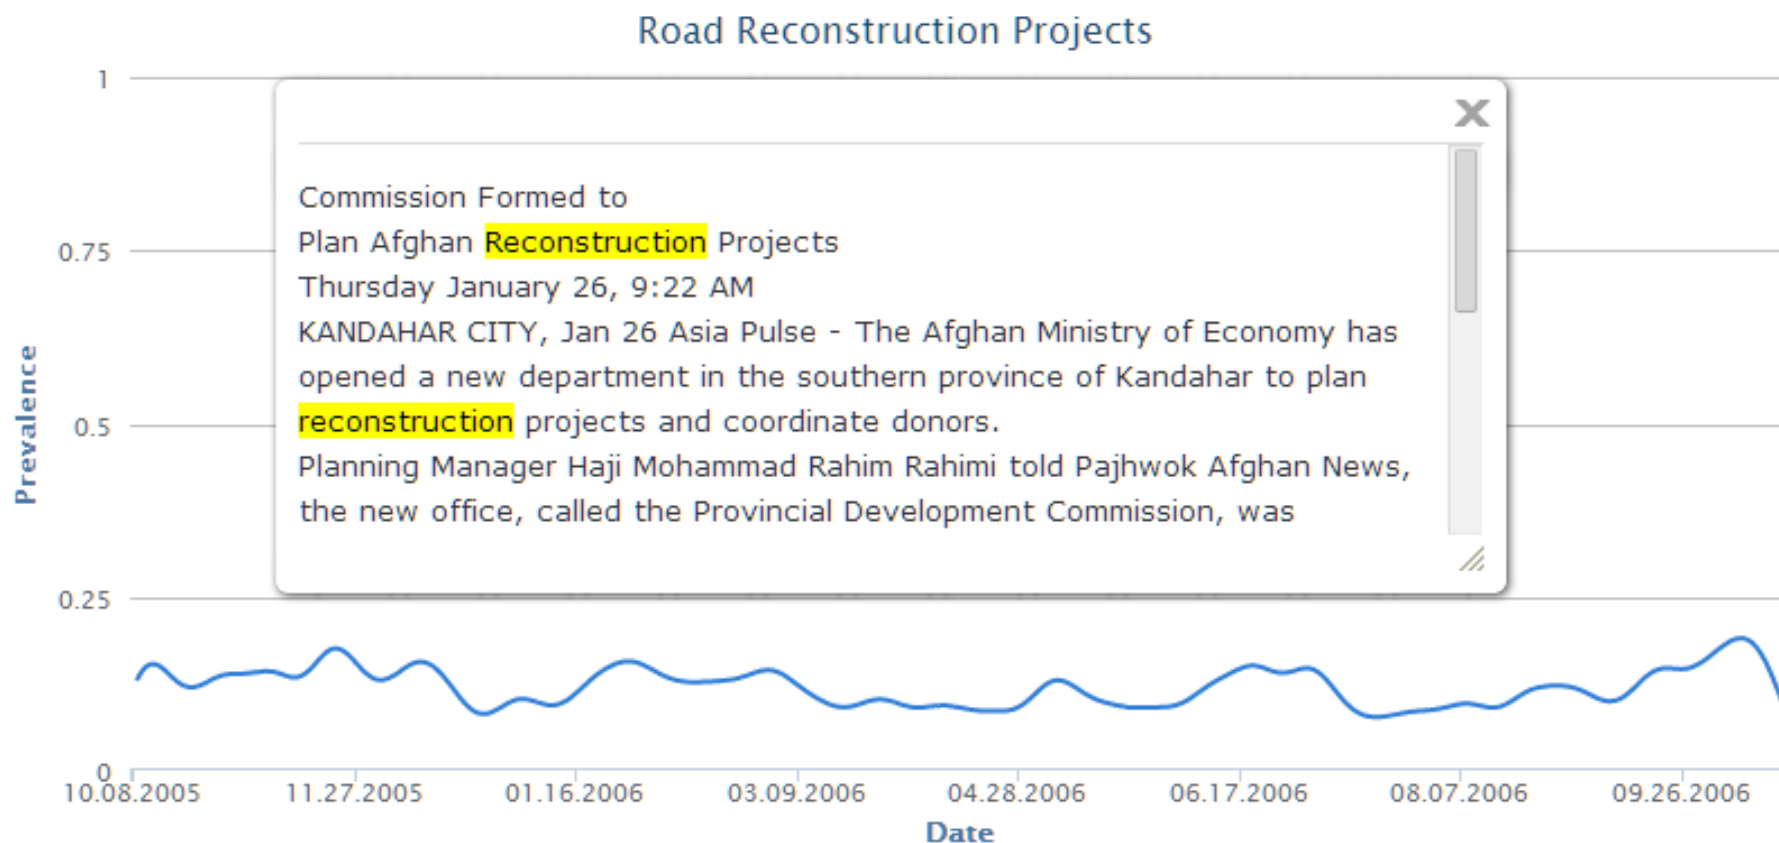 Road Reconstruction Projects
1
Commission Formed to
Plan Afghan Reconstruction Projects
Thursday January 26, 9:22 AM
KANDAHAR CITY, Jan 26 Asia Pulse - The Afghan Ministry of Economy has
opened a new department in the southern province of Kandahar to plan
reconstruction projects and coordinate donors.
Planning Manager Haji Mohammad Rahim Rahimi told Pajhwok Afghan News,
the new office, called the Provincial Development Commission, was
0.75
0.5
0.25
0
Prevalence
10.08.2005 11.27.2005 01.16.2006 03.09.2006 04.28.2006 06.17.2006 08.07.2006 09.26.2006
Date